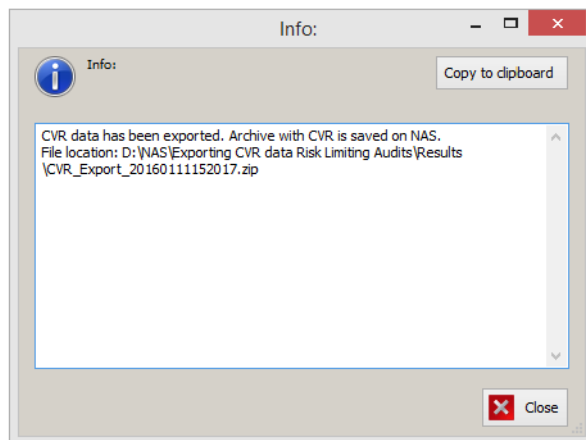 Info:
Info:
Copy to clipboard
CVR data has been exported. Archive with CVR is saved on NAS.
File location: D:\NAS\Exporting CVR data Risk Limiting Audits\Results
\CVR_Export_20160111152017.zip
Close